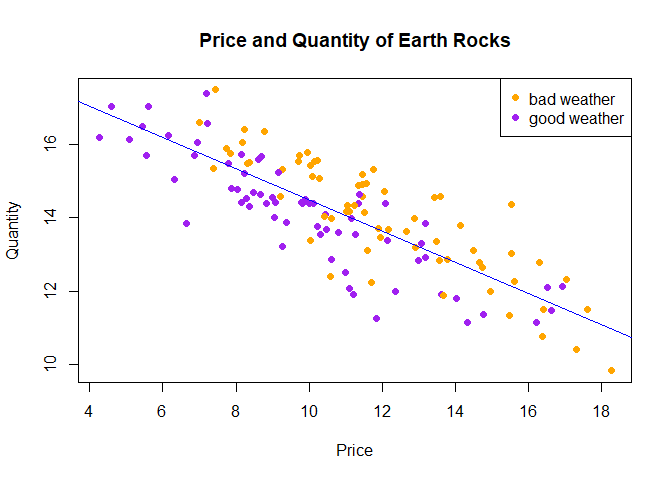 Price and Quantity of Earth Rocks
bad weather
good weather
Quantity
16
14
12
10
4 6 8 10 12 14 16 18
Price